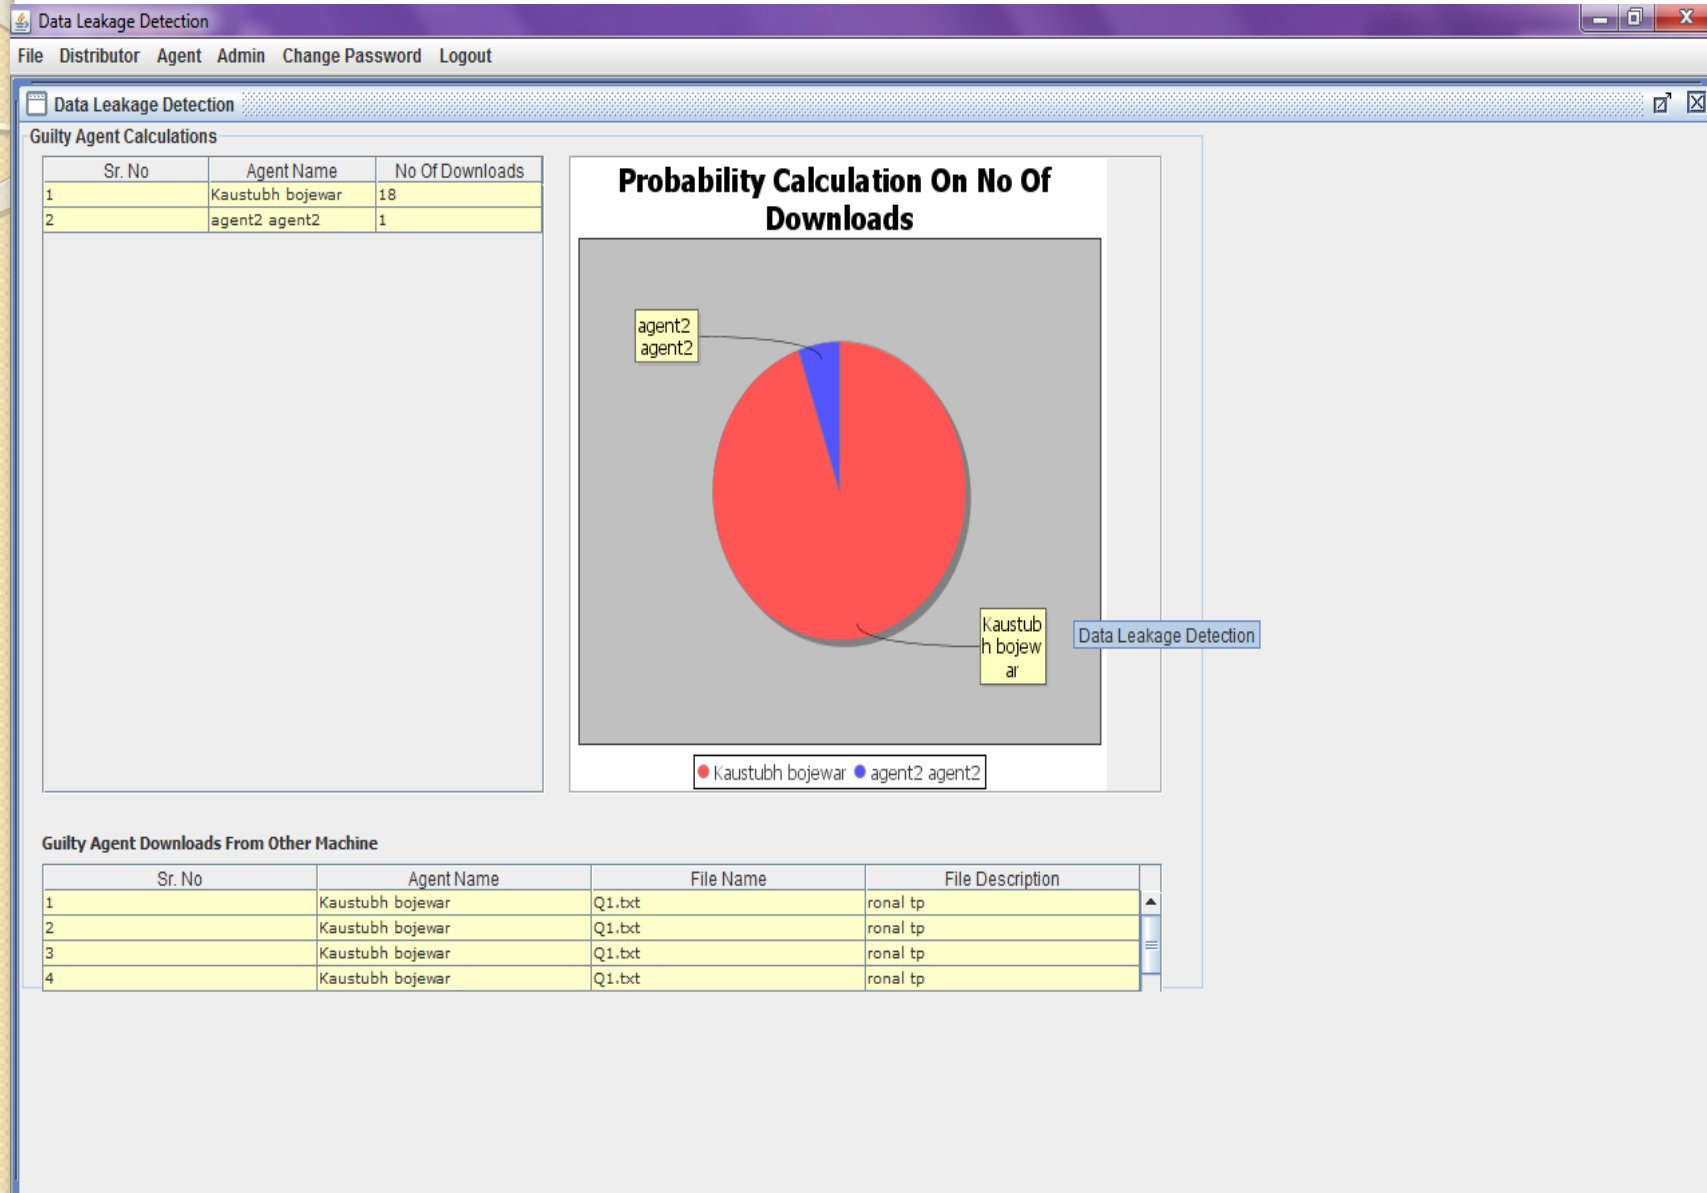 Data Leakage Detection
File Distributor Agent Admin Change Password Logout
Data Leakage Detection
Guilty Agent Calculations
Sr. No Agent Name No Of Downloads
1 Kaustubh bojewar 18
2 agent2 agent2 1
Probability Calculation On No Of
Downloads
agent2
agent2
Kaustub
h bojew
ar
Data Leakage Detection
Kaustubh bojewar agent2 agent2
Guilty Agent Downloads From Other Machine
Sr. No Agent Name File Name File Description
1 Kaustubh bojewar Q1.txt ronal tp
2 Kaustubh bojewar Q1.txt ronal tp
3 Kaustubh bojewar Q1.txt ronal tp
4 Kaustubh bojewar Q1.txt ronal tp